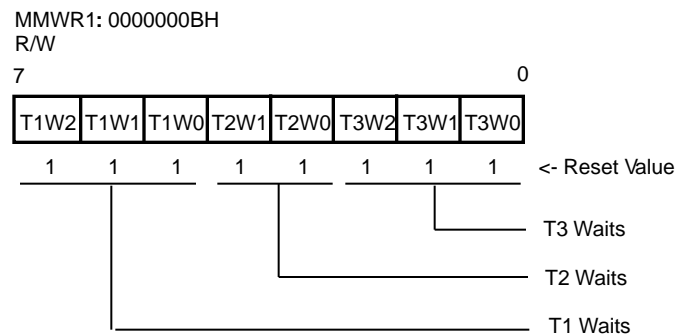 MMWR1: 0000000BH
R/W
7 0
T1W2 T1W1 T1W0 T2W1 T2W0 T3W2 T3W1 T3W0
1 1 1 1 1 1 1 1 <- Reset Value
T3 Waits
T2 Waits
T1 Waits